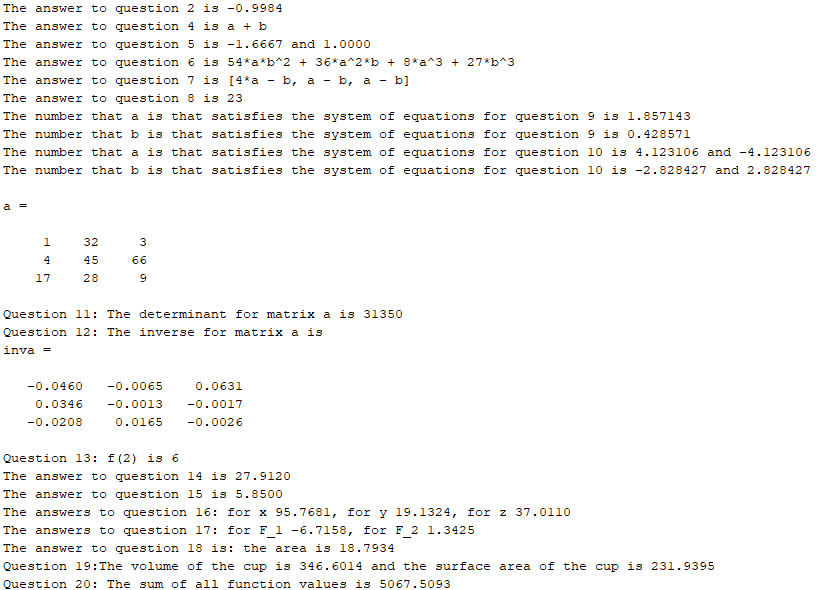 The answer to question 2 is -0.9984
The answer to question 4 is a + b
The answer to question 5 is -1.6667 and 1.0000
The answer to question 6 is 54*a*b^2 + 36*a^2*b + 8*a^3 + 27*b^3
The answer to question 7 is [4*a - b, a - b, a - b]
The answer to question 8 is 23
The number that a is that satisfies the system of equations for question 9 is 1.857143
The number that b is that satisfies the system of equations for question 9 is 0.428571
The number that a is that satisfies the system of equations for question 10 is 4.123106 and -4.123106
The number that b is that satisfies the system of equations for question 10 is -2.828427 and 2.828427
a =
1 32 3
4 45 66
17 28 9
Question 11: The determinant for matrix a is 31350
Question 12: The inverse for matrix a is
inva =
-0.0460 -0.0065 0.0631
0.0346 -0.0013 -0.0017
-0.0208 0.0165 -0.0026
Question 13: f(2) is 6
The answer to question 14 is 27.9120
The answer to question 15 is 5.8500
The answers to question 16: for x 95.7681, for y 19.1324, for z 37.0110
The answers to question 17: for F_1 -6.7158, for F_2 1.3425
The answer to question 18 is: the area is 18.7934
Question 19:The volume of the cup is 346.6014 and the surface area of the cup is 231.9395
Question 20: The sum of all function values is 5067.5093